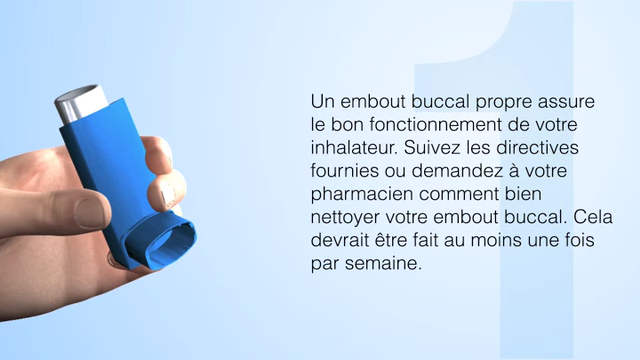 1
Un embout buccal propre assure
le bon fonctionnement de votre
inhalateur. Suivez les directives
fournies ou demandez à votre
pharmacien comment bien
nettoyer votre embout buccal. Cela
devrait être fait au moins une fois
par semaine.